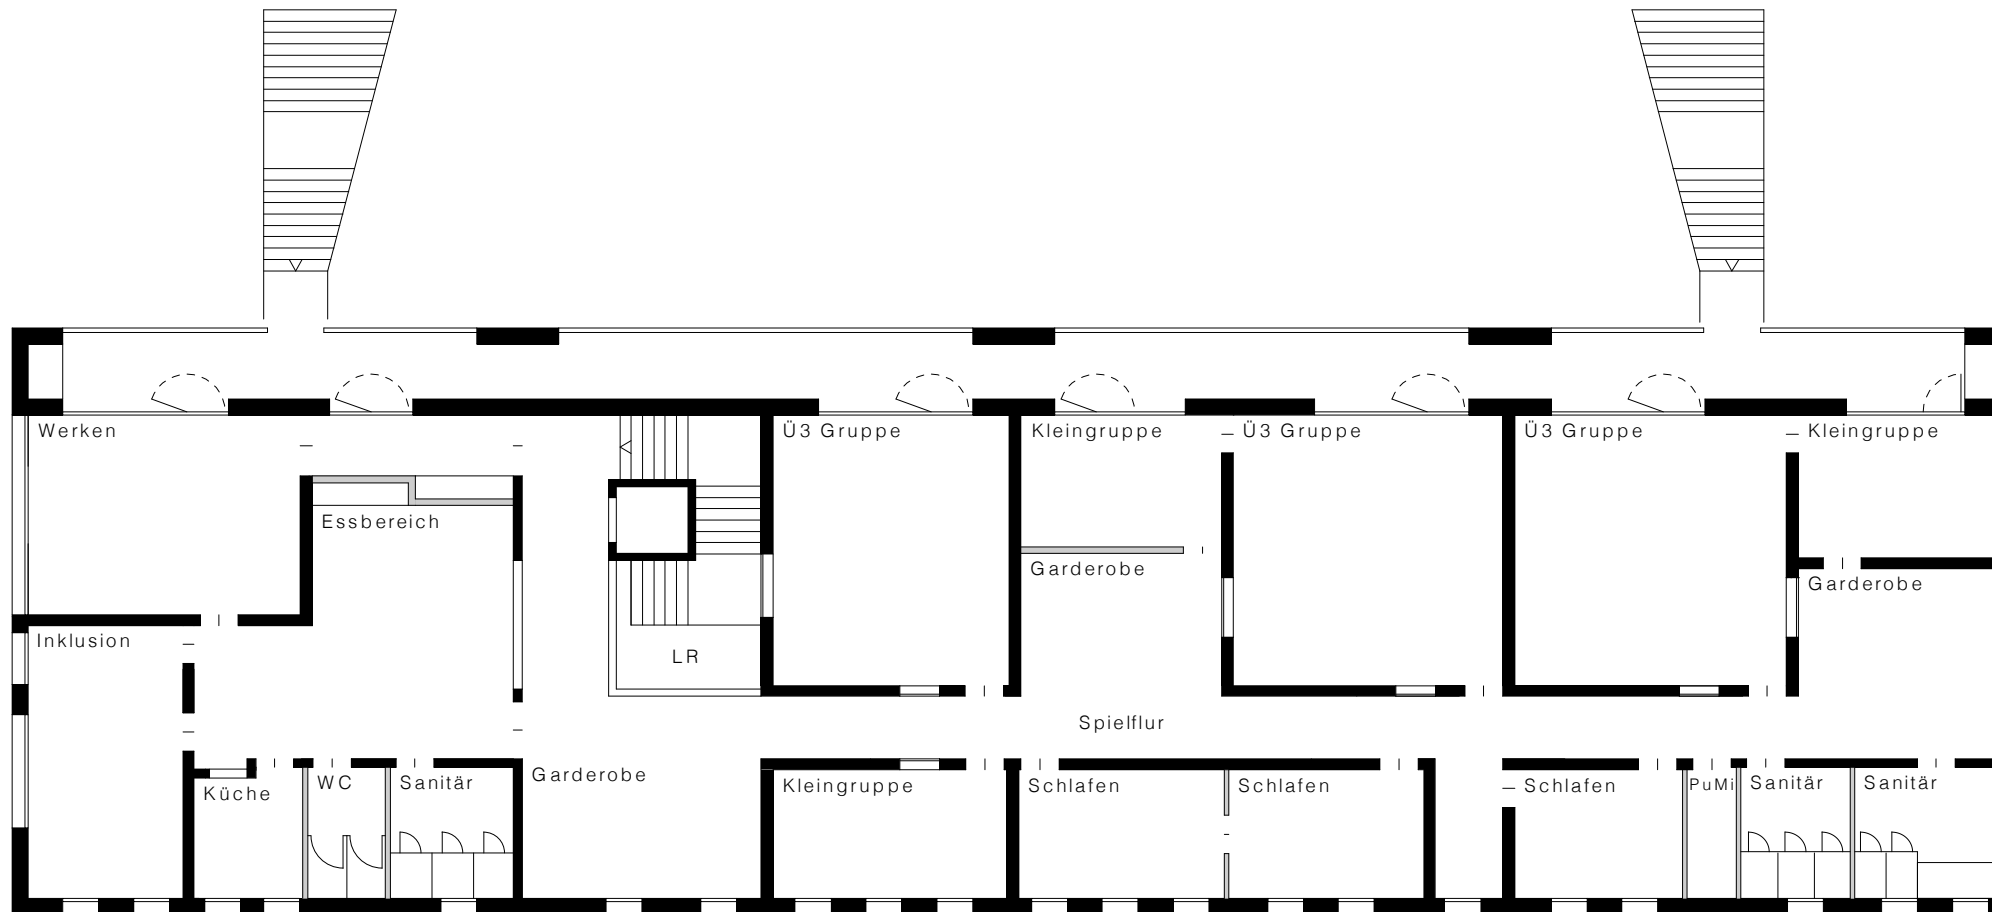 Werken
Ü3 Gruppe
Kleingruppe
Ü3 Gruppe
Ü3 Gruppe
Kleingruppe
Essbereich
Garderobe
Garderobe
Inklusion
LR
Spielflur
Küche
WC
Sanitär
Garderobe
Kleingruppe
Schlafen
Schlafen
Schlafen
PuMi
Sanitär
Sanitär